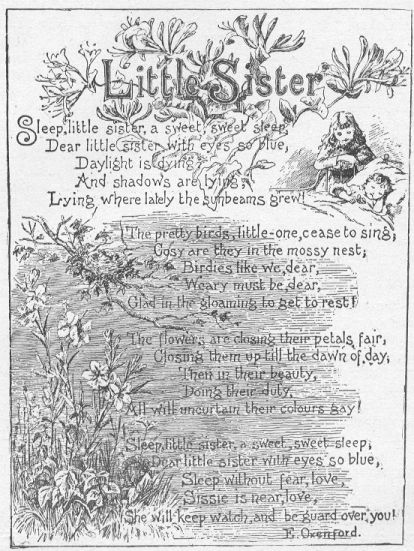 Little Sister
Sleep, little sister, a sweet, sweet sleep,
Dear little sister with eyes so blue,
Daylight is dying;
And shadows are lying;
Lying where lately the sunbeams grew!
The pretty birds, little-one, cease to sing;
Cosy are they in the mossy nest;
Birdies like we, dear,
Weary must be, dear,
Glad in the gloaming to get to rest!
The flowers are closing their petals fair,
Closing them up till the dawn of day;
Then in their beauty,
Doing their duty,
All will uncurtain their colours gay!
Sleep, little sister, a sweet, sweet sleep;
Dear little sister with eyes so blue,
Sleep without fear, love,
Sissie is near, love,
She will keep watch, and be guard over you!
E. Oxenford.